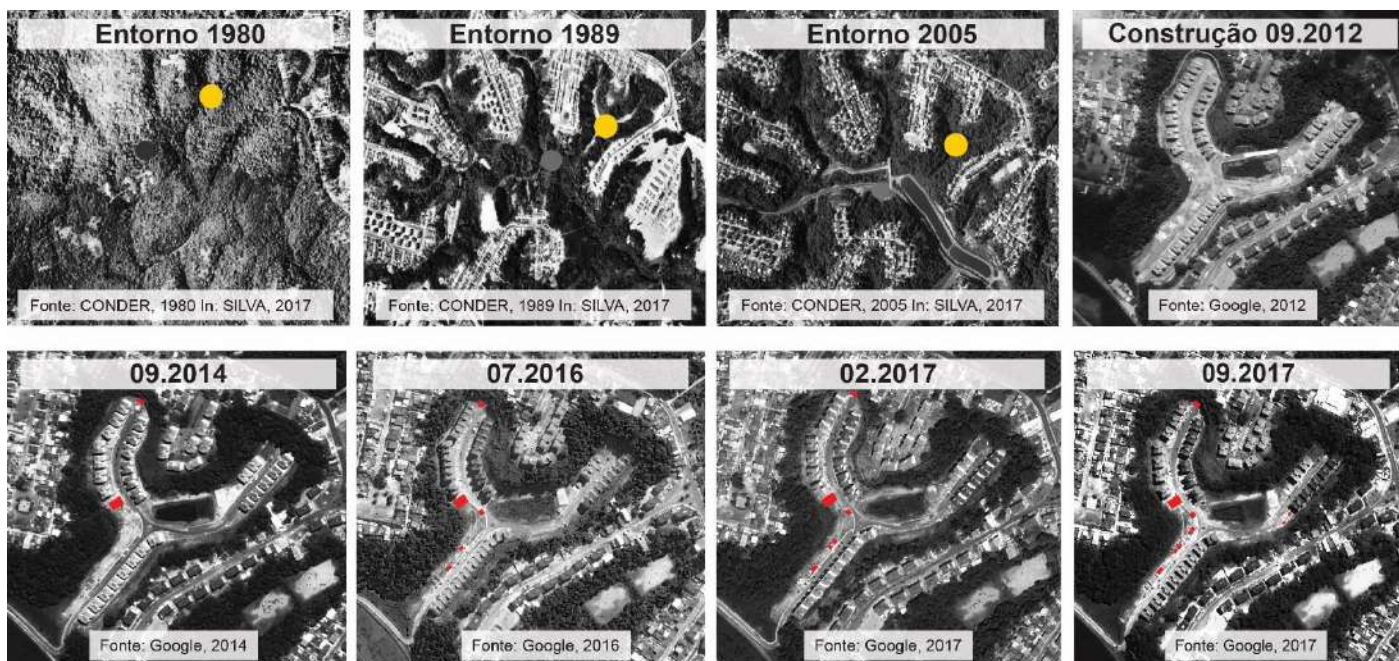 Entorno 1980
Entorno 1989
Entorno 2005
Construção 09.2012
Fonte: CONDER, 1980 In: SILVA, 2017
Fonte: CONDER, 1989 In: SILVA, 2017
Fonte: CONDER, 2005 In: SILVA, 2017
Fonte: Google, 2012
09.2014
07.2016
02.2017
09.2017
Fonte: Google, 2014
Fonte: Google, 2016
Fonte: Google, 2017
Fonte: Google, 2017